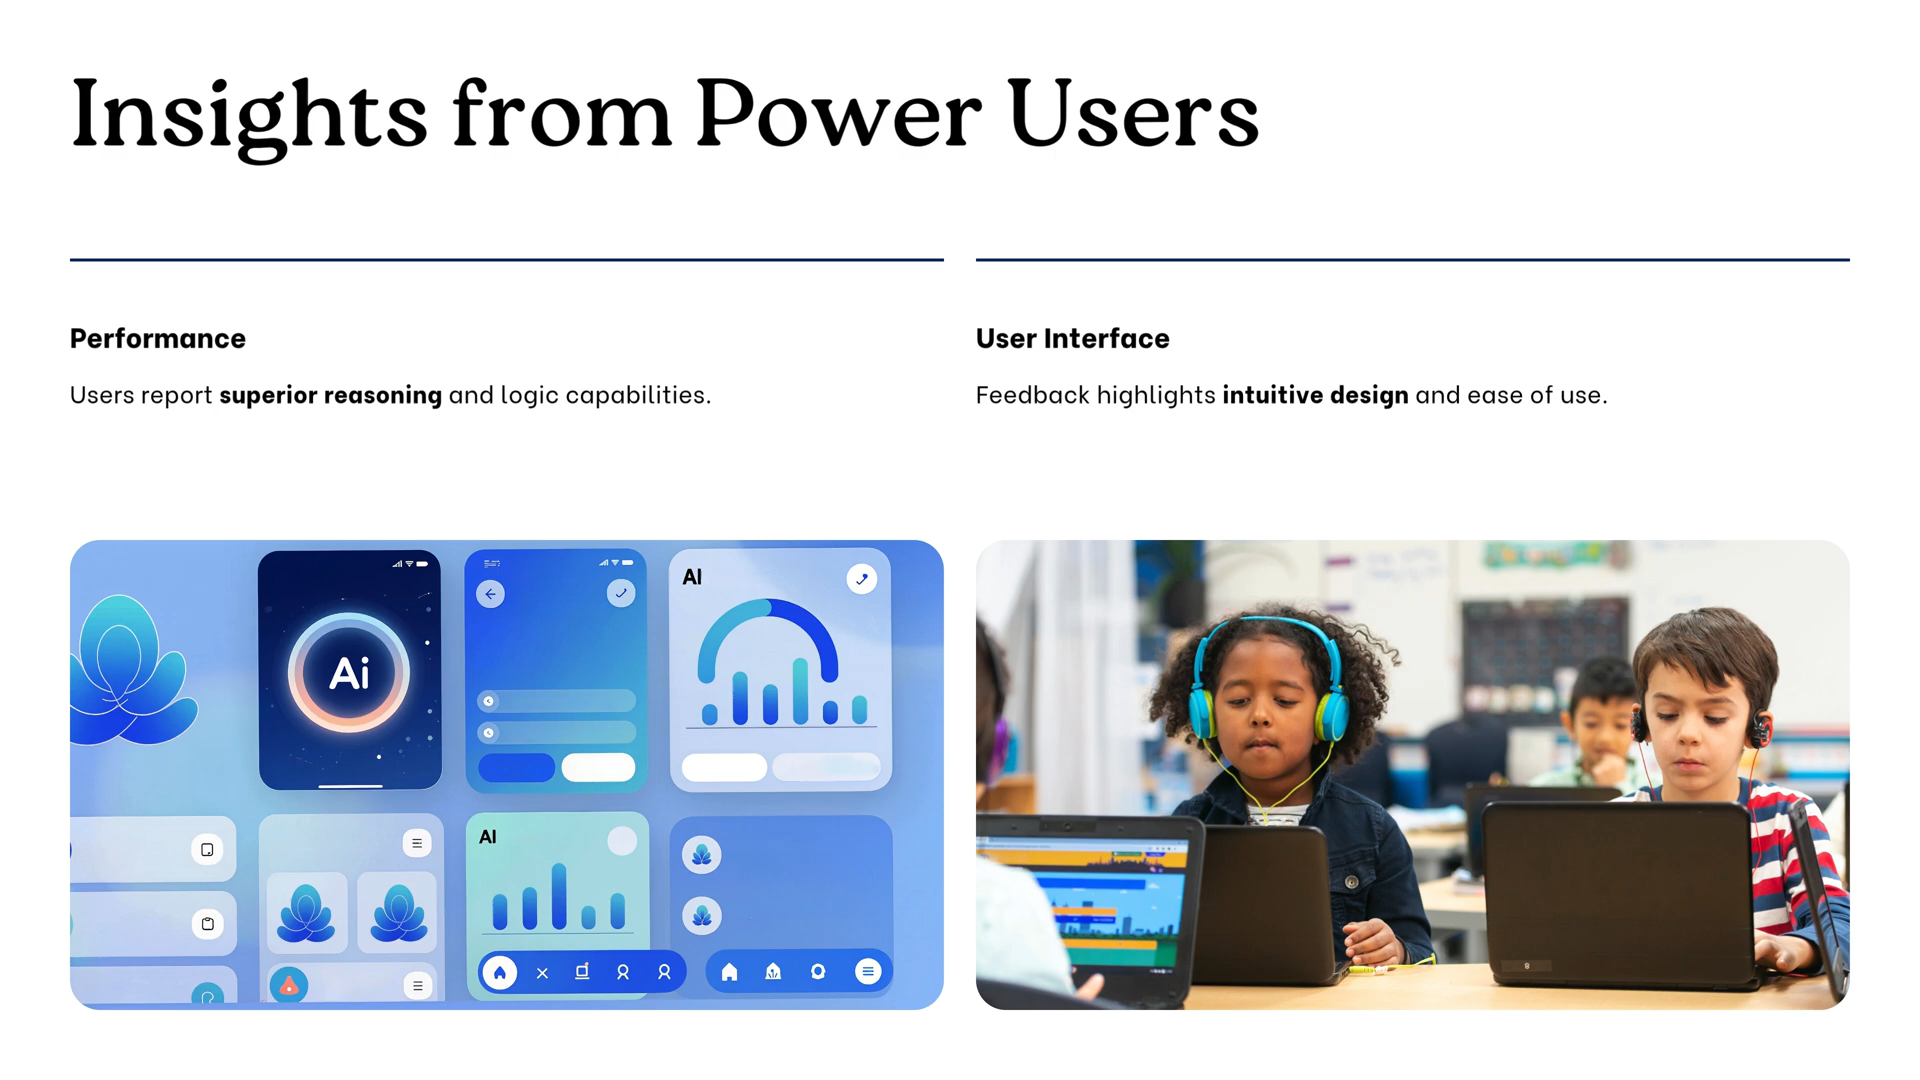 Insights from Power Users
Performance
Users report superior reasoning and logic capabilities.
User Interface
Feedback highlights intuitive design and ease of use.
Ai
AI
AI